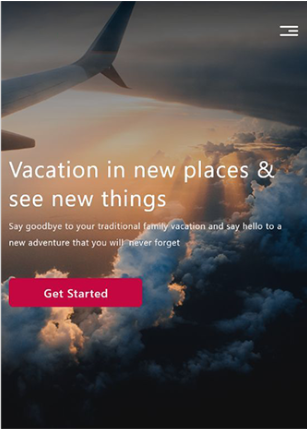 Vacation in new places &
see new things
Say goodbye to your traditional family vacation and say hello to a
new adventure that you will never forget
Get Started